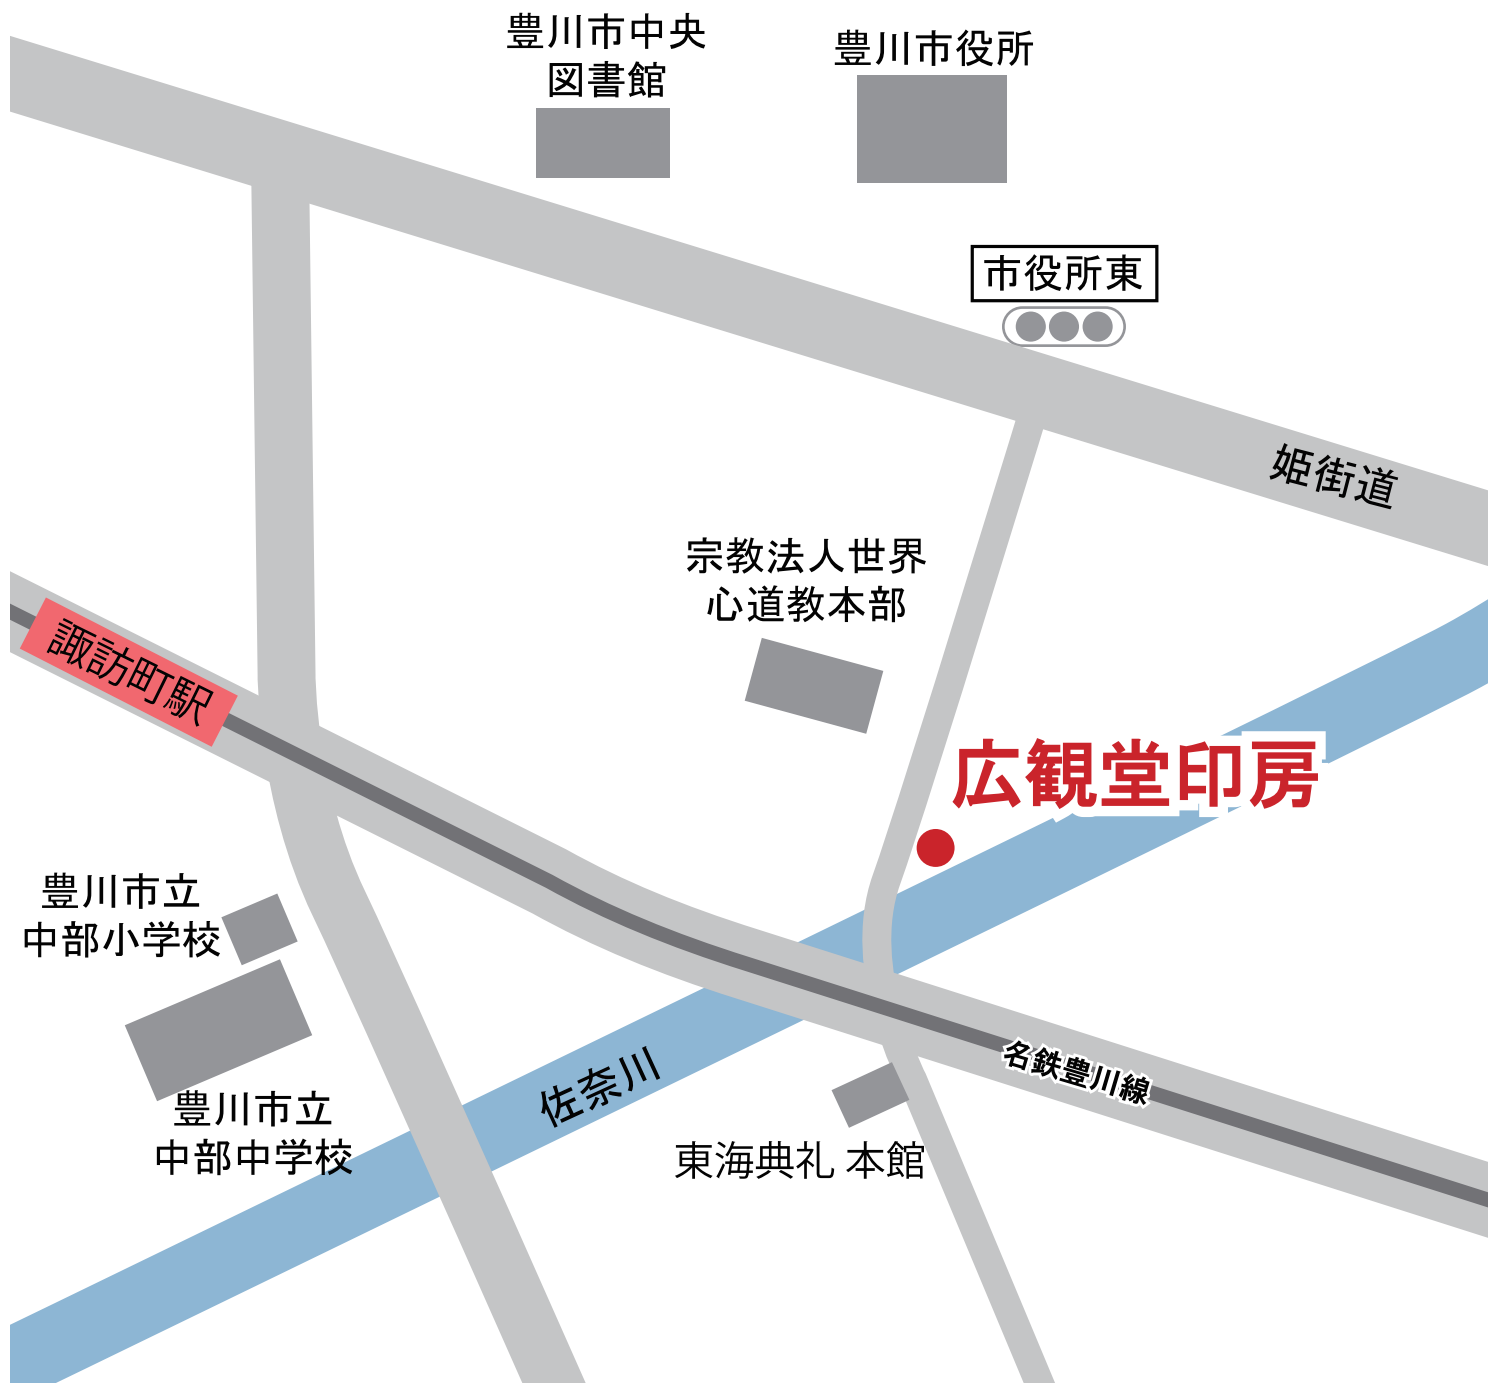 豊川市中央
図書館
豊川市役所
市役所東
姫街道
宗教法人世界
心道教本部
諏訪町駅
広観堂印房
豊川市立
中部小学校
佐奈川
名鉄豊川線
豊川市立
中部中学校
東海典礼 本館